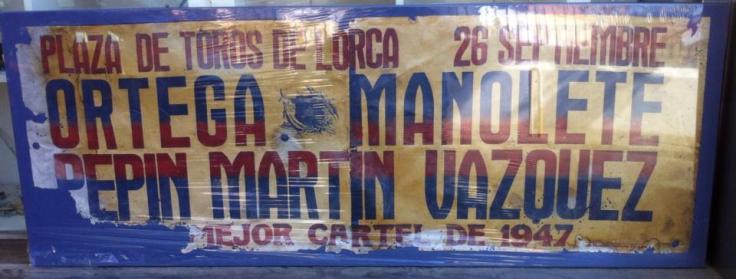 PLAZA DE TOROS DE LORCA 26 SEPTIEMBRE
ORTEGA MANOLETE
PEPIN MARTIN VAZQUEZ
MEJOR CARTEL DE 1947